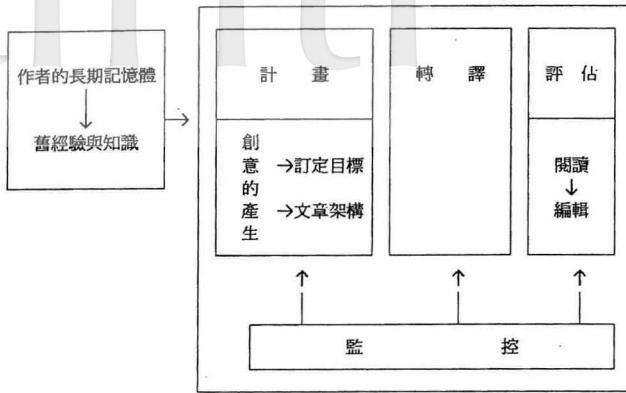 作者的長期記憶體
↓
舊經驗與知識
→
計 畫
創意的產生
→訂定目標
→文章架構
轉 譯
評 估
閱讀
↓
編輯
↑ ↑ ↑
監 控